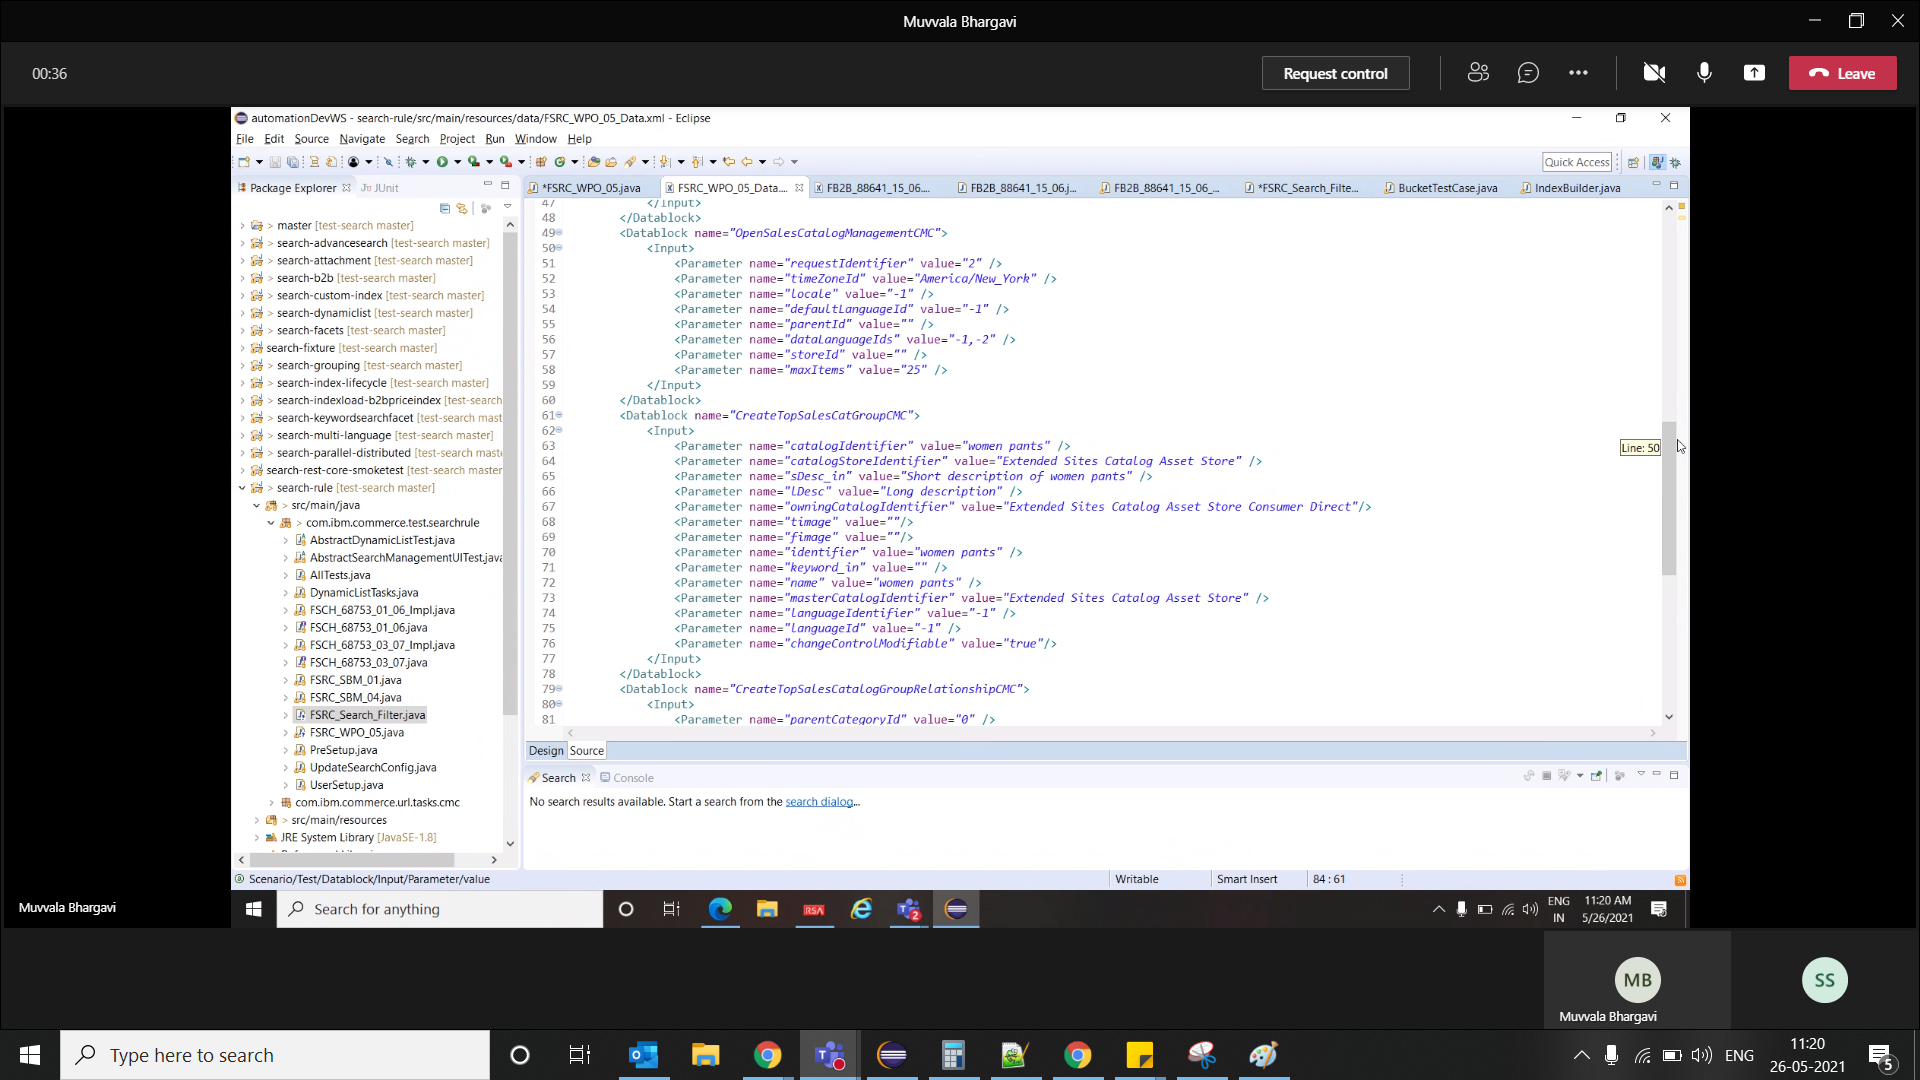 Muvvala Bhargavi
00:36
Request control
Leave
automationDevWS - search-rule/src/main/resources/data/FSRC_WPO_05_Data.xml - Eclipse
File Edit Source Navigate Search Project Run Window Help
Quick Access
Package Explorer JUnit
*FSRC_WPO_05.java FSRC_WPO_05_Data.... FB2B_88641_15_06.... FB2B_88641_15_06.j... FB2B_88641_15_06_... *FSRC_Search_Filte... BucketTestCase.java IndexBuilder.java
> master [test-search master]
> search-advancesearch [test-search master]
> search-attachment [test-search master]
> search-b2b [test-search master]
> search-custom-index [test-search master]
> search-dynamiclist [test-search master]
> search-facets [test-search master]
search-fixture [test-search master]
> search-grouping [test-search master]
> search-index-lifecycle [test-search master]
> search-indexload-b2bpriceindex [test-search
> search-keywordsearchfacet [test-search mast
> search-multi-language [test-search master]
> search-parallel-distributed [test-search maste
search-rest-core-smoketest [test-search master
> search-rule [test-search master]
> src/main/java
> com.ibm.commerce.test.searchrule
AbstractDynamicListTest.java
AbstractSearchManagementUITest.java
AllTests.java
DynamicListTasks.java
FSCH_68753_01_06_Impl.java
FSCH_68753_01_06.java
FSCH_68753_03_07_Impl.java
FSCH_68753_03_07.java
FSRC_SBM_01.java
FSRC_SBM_04.java
FSRC_Search_Filter.java
FSRC_WPO_05.java
PreSetup.java
UpdateSearchConfig.java
UserSetup.java
com.ibm.commerce.url.tasks.cmc
> src/main/resources
JRE System Library [JavaSE-1.8]
47 </Input>
48 </Datablock>
49 <Datablock name="OpenSalesCatalogManagementCMC">
50 <Input>
51 <Parameter name="requestIdentifier" value="2" />
52 <Parameter name="timeZoneId" value="America/New_York" />
53 <Parameter name="locale" value="-1" />
54 <Parameter name="defaultLanguageId" value="-1" />
55 <Parameter name="parentId" value="" />
56 <Parameter name="dataLanguageIds" value="-1,-2" />
57 <Parameter name="storeId" value="" />
58 <Parameter name="maxItems" value="25" />
59 </Input>
60 </Datablock>
61 <Datablock name="CreateTopSalesCatGroupCMC">
62 <Input>
63 <Parameter name="catalogIdentifier" value="women pants" />
64 <Parameter name="catalogStoreIdentifier" value="Extended Sites Catalog Asset Store" />
65 <Parameter name="sDesc_in" value="Short description of women pants" />
66 <Parameter name="lDesc" value="Long description" />
67 <Parameter name="owningCatalogIdentifier" value="Extended Sites Catalog Asset Store Consumer Direct"/>
68 <Parameter name="timage" value=""/>
69 <Parameter name="fimage" value=""/>
70 <Parameter name="identifier" value="women pants" />
71 <Parameter name="keyword_in" value="" />
72 <Parameter name="name" value="women pants" />
73 <Parameter name="masterCatalogIdentifier" value="Extended Sites Catalog Asset Store" />
74 <Parameter name="languageIdentifier" value="-1" />
75 <Parameter name="languageId" value="-1" />
76 <Parameter name="changeControlModifiable" value="true"/>
77 </Input>
78 </Datablock>
79 <Datablock name="CreateTopSalesCatalogGroupRelationshipCMC">
80 <Input>
81 <Parameter name="parentCategoryId" value="0" />
Line: 50
Design Source
Search Console
No search results available. Start a search from the search dialog...
Scenario/Test/Datablock/Input/Parameter/value
Writable Smart Insert 84 : 61
Muvvala Bhargavi
Search for anything
RSA
2
ENG
IN
11:20 AM
5/26/2021
MB
Muvvala Bhargavi
SS
Type here to search
ENG
11:20
26-05-2021
5